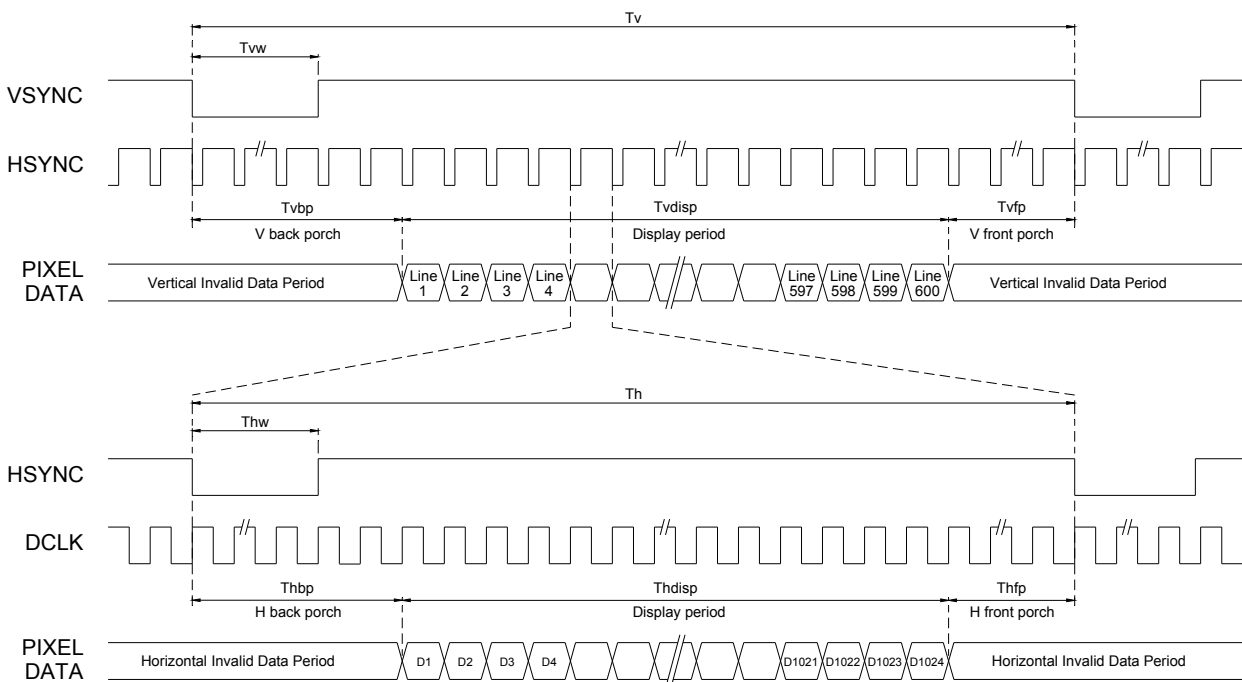 Tv
Tvw
VSYNC
HSYNC
Tvbp Tvdisp Tvfp
V back porch Display period V front porch
PIXEL DATA
Vertical Invalid Data Period Line 1 Line 2 Line 3 Line 4 Line 597 Line 598 Line 599 Line 600 Vertical Invalid Data Period
Th
Thw
HSYNC
DCLK
Thbp Thdisp Thfp
H back porch Display period H front porch
PIXEL DATA
Horizontal Invalid Data Period D1 D2 D3 D4 D1021 D1022 D1023 D1024 Horizontal Invalid Data Period